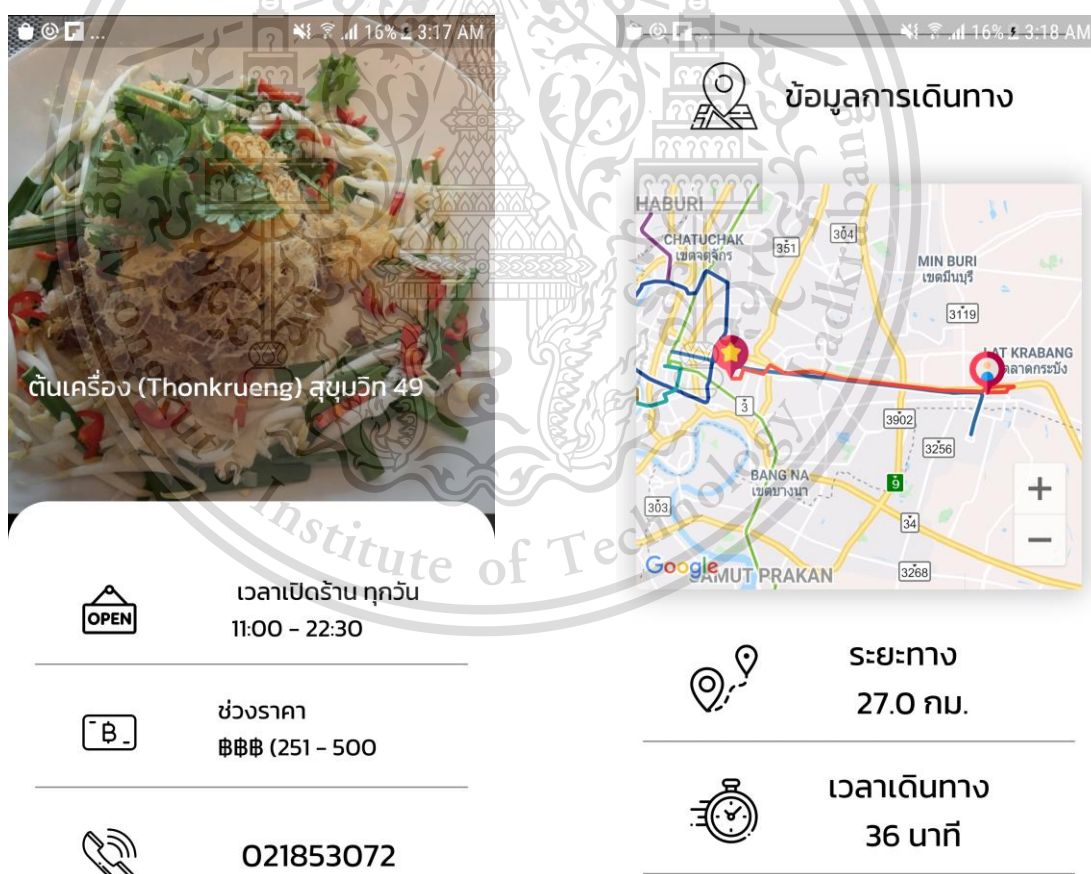 ... 16% 3:17 AM
ต้นเครื่อง (Thonkrueng) สุขุมวิท 49
OPEN
เวลาเปิดร้าน ทุกวัน
11:00 - 22:30
฿
ช่วงราคา
฿฿฿ (251 - 500
021853072
... 16% 3:18 AM
ข้อมูลการเดินทาง
HABURI
CHATUCHAK
เขตจตุจักร
351
304
MIN BURI
เขตมีนบุรี
3119
LAT KRABANG
ลาดกระบัง
3
3902
3256
BANG NA
เขตบางนา
9
303
34
3268
Google
SAMUT PRAKAN
+
−
ระยะทาง
27.0 กม.
เวลาเดินทาง
36 นาที
Institute of Technology Ladkrabang